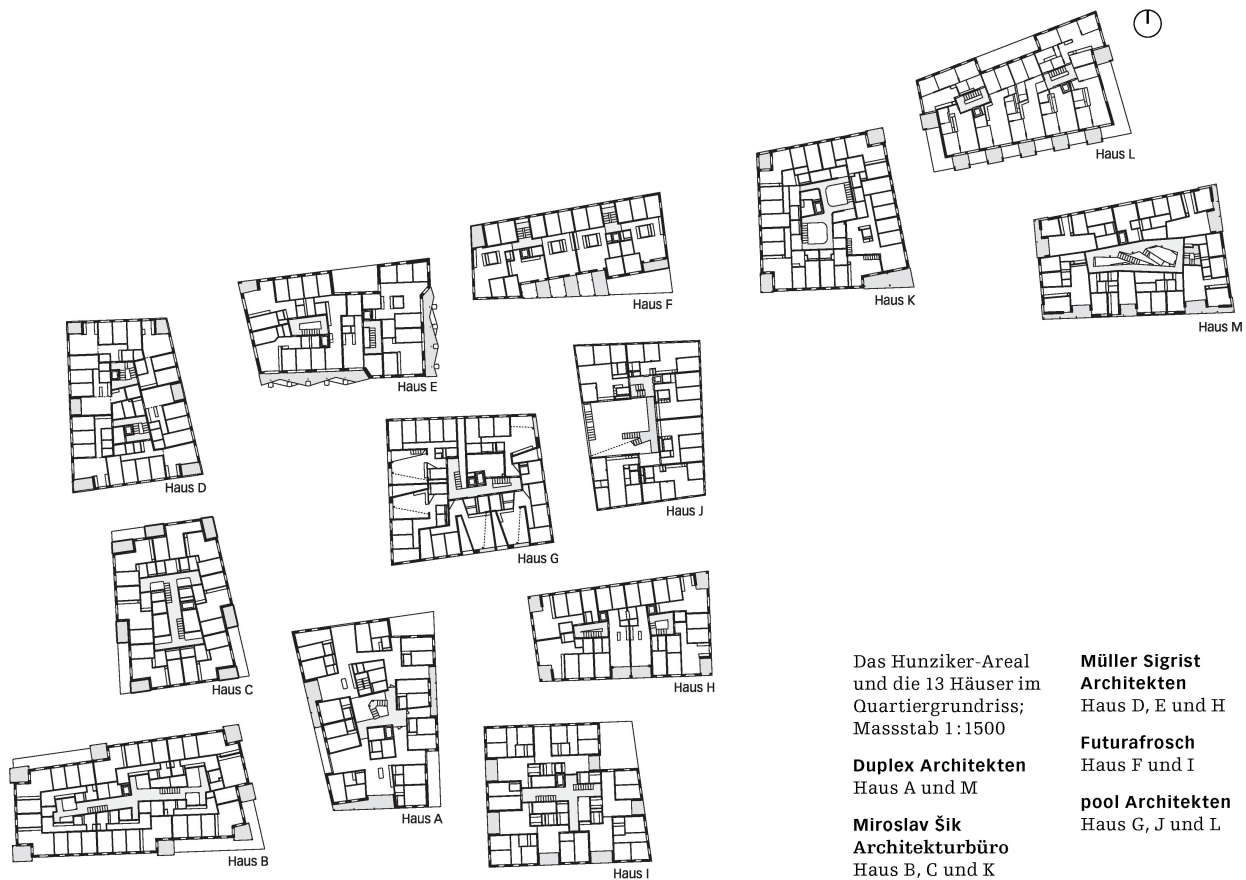 Haus L
Haus K
Haus M
Haus F
Haus E
Haus D
Haus J
Haus G
Haus C
Haus H
Haus A
Haus B
Haus I
Das Hunziker-Areal
und die 13 Häuser im
Quartiergrundriss;
Massstab 1:1500
Duplex Architekten
Haus A und M
Miroslav Šik
Architekturbüro
Haus B, C und K
Müller Sigrist
Architekten
Haus D, E und H
Futurafrosch
Haus F und I
pool Architekten
Haus G, J und L